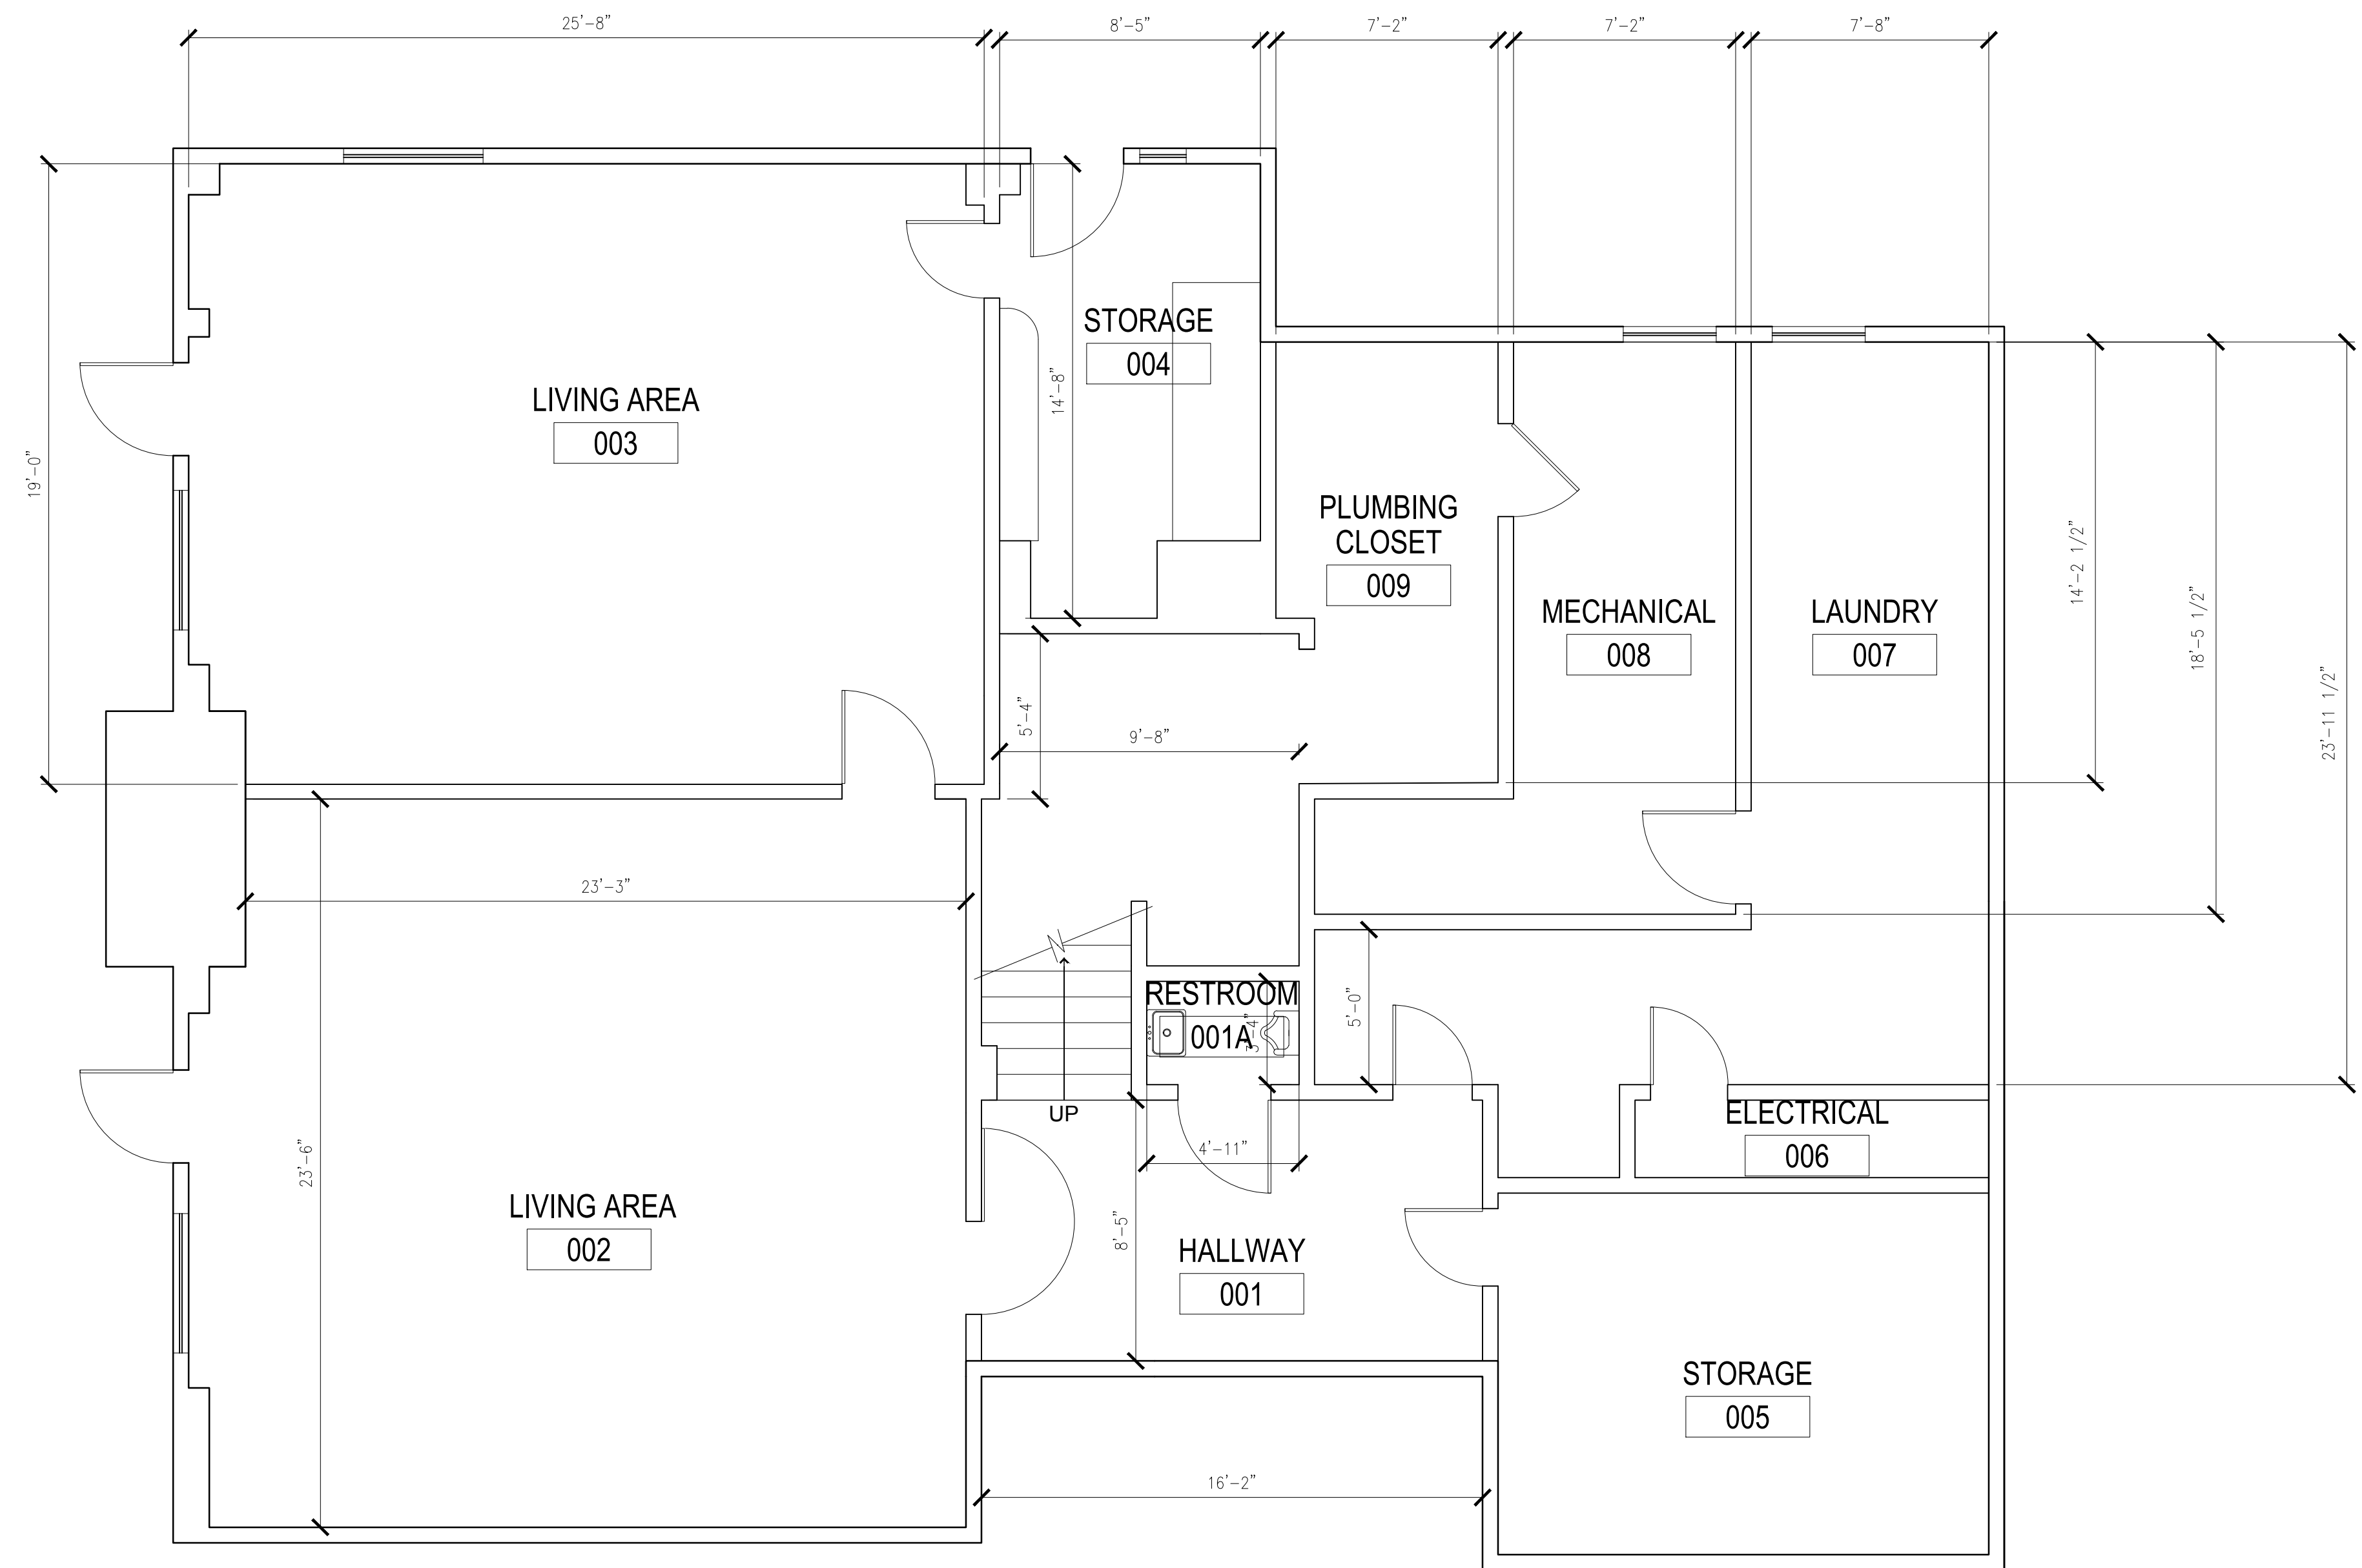 25'-8"
8'-5"
7'-2"
7'-2"
7'-8"
STORAGE
004
LIVING AREA
003
14'-8"
19'-0"
PLUMBING
CLOSET
009
14'-2 1/2"
MECHANICAL
008
LAUNDRY
007
18'-5 1/2"
23'-11 1/2"
5'-4"
9'-8"
23'-3"
RESTROOM
001A
5'-0"
UP
ELECTRICAL
006
4'-11"
23'-6"
LIVING AREA
002
8'-5"
HALLWAY
001
STORAGE
005
16'-2"